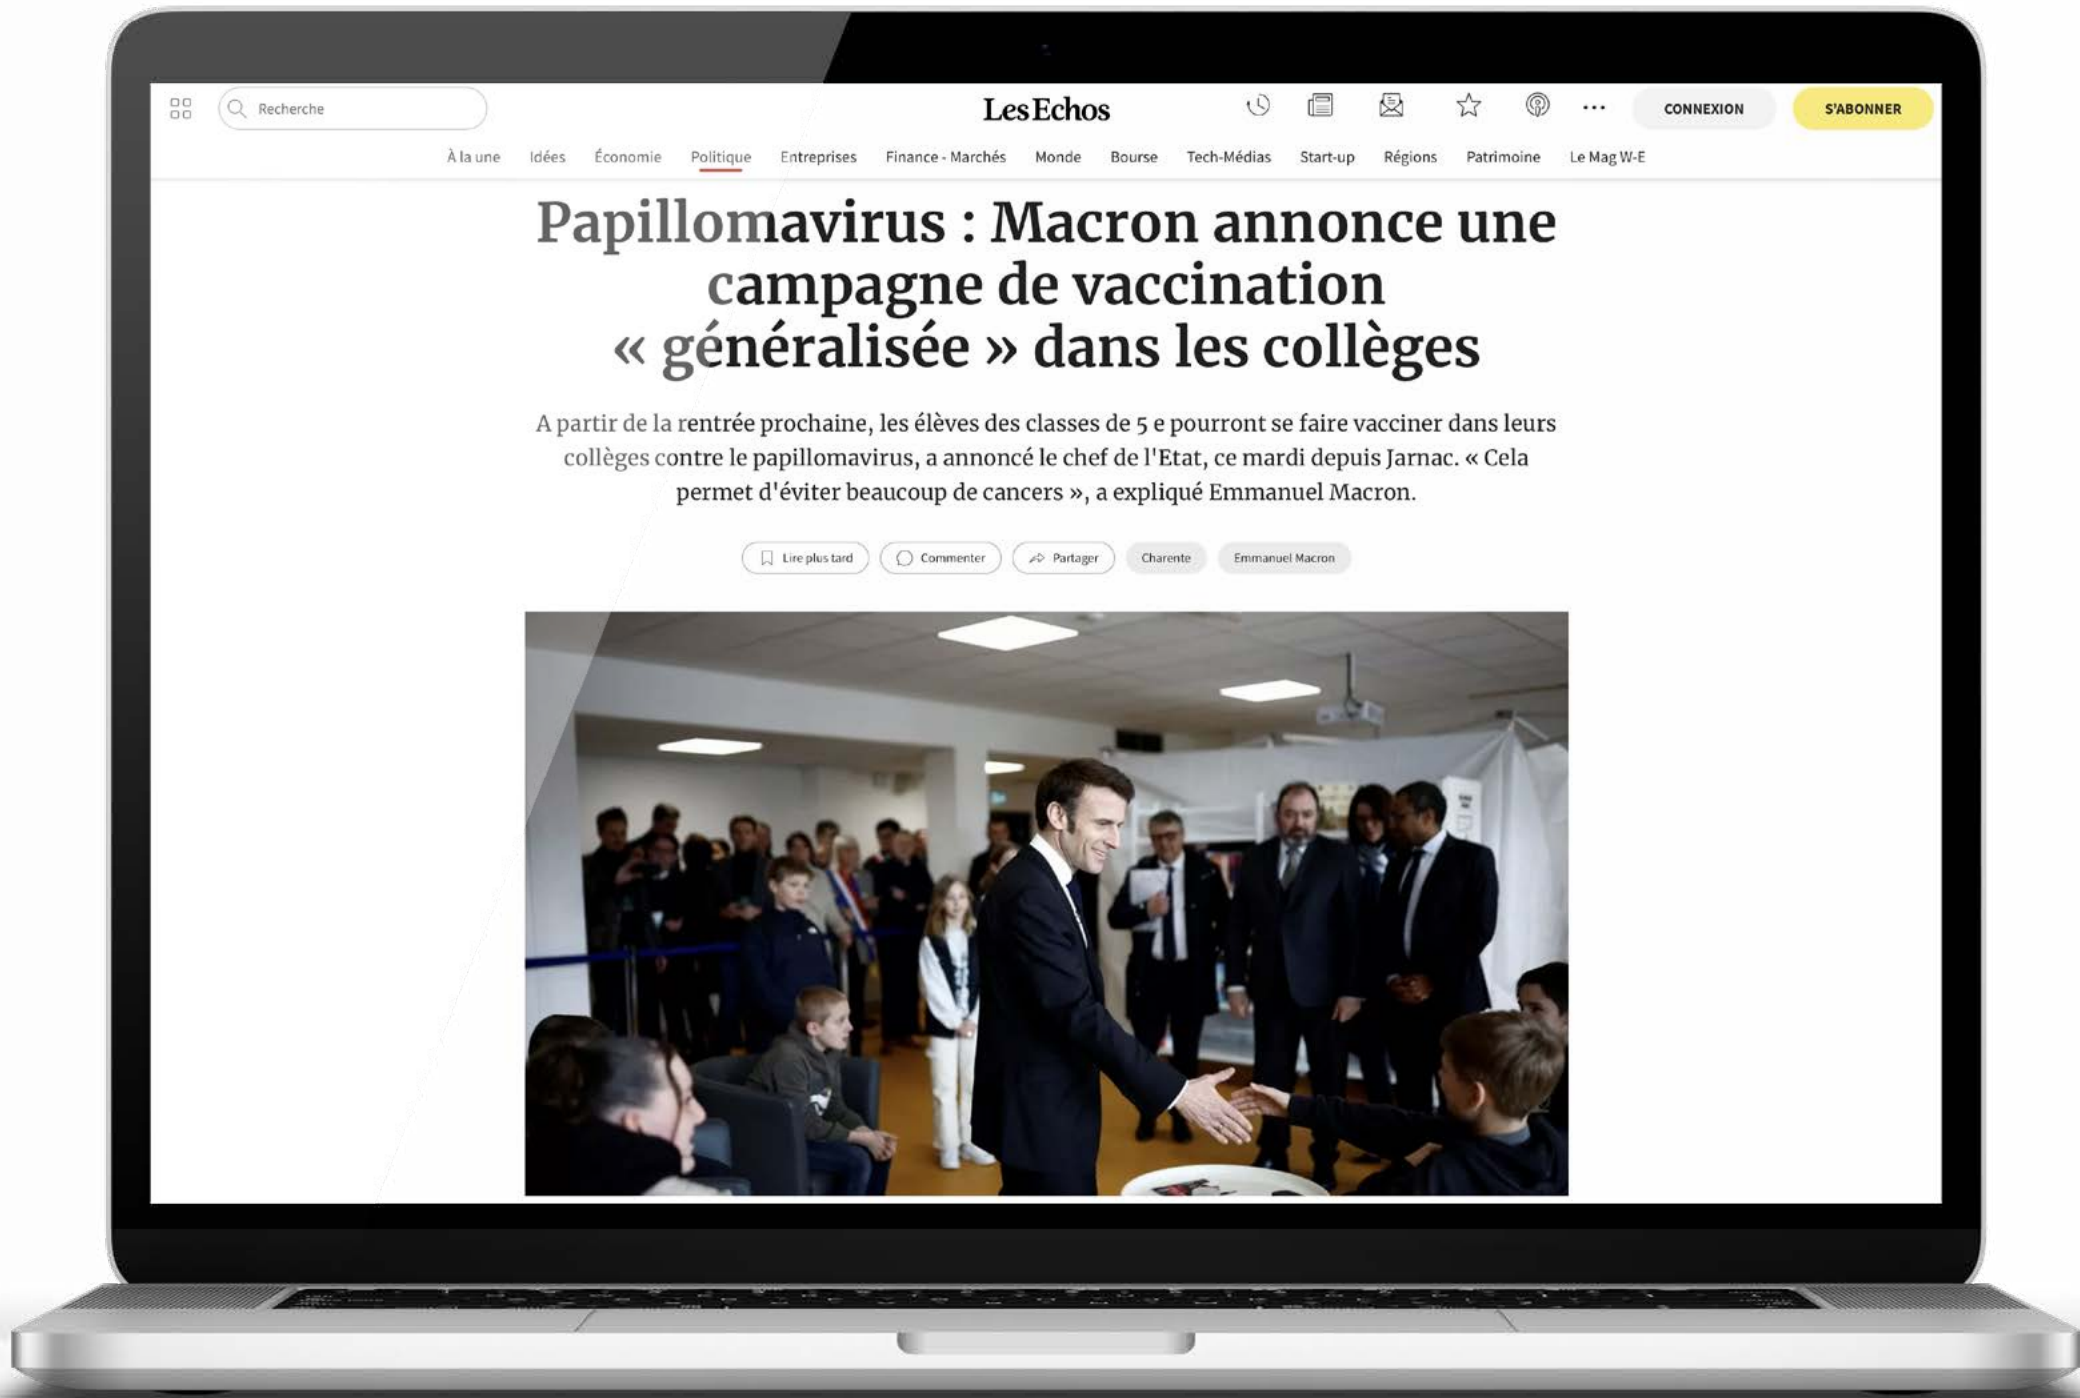 Recherche
Les Echos
CONNEXION
S'ABONNER
À la une Idées Économie Politique Entreprises Finance - Marchés Monde Bourse Tech-Médias Start-up Régions Patrimoine Le Mag W-E
Papillomavirus : Macron annonce une
campagne de vaccination
« généralisée » dans les collèges
A partir de la rentrée prochaine, les élèves des classes de 5 e pourront se faire vacciner dans leurs
collèges contre le papillomavirus, a annoncé le chef de l'Etat, ce mardi depuis Jarnac. « Cela
permet d'éviter beaucoup de cancers », a expliqué Emmanuel Macron.
Lire plus tard Commenter Partager Charente Emmanuel Macron